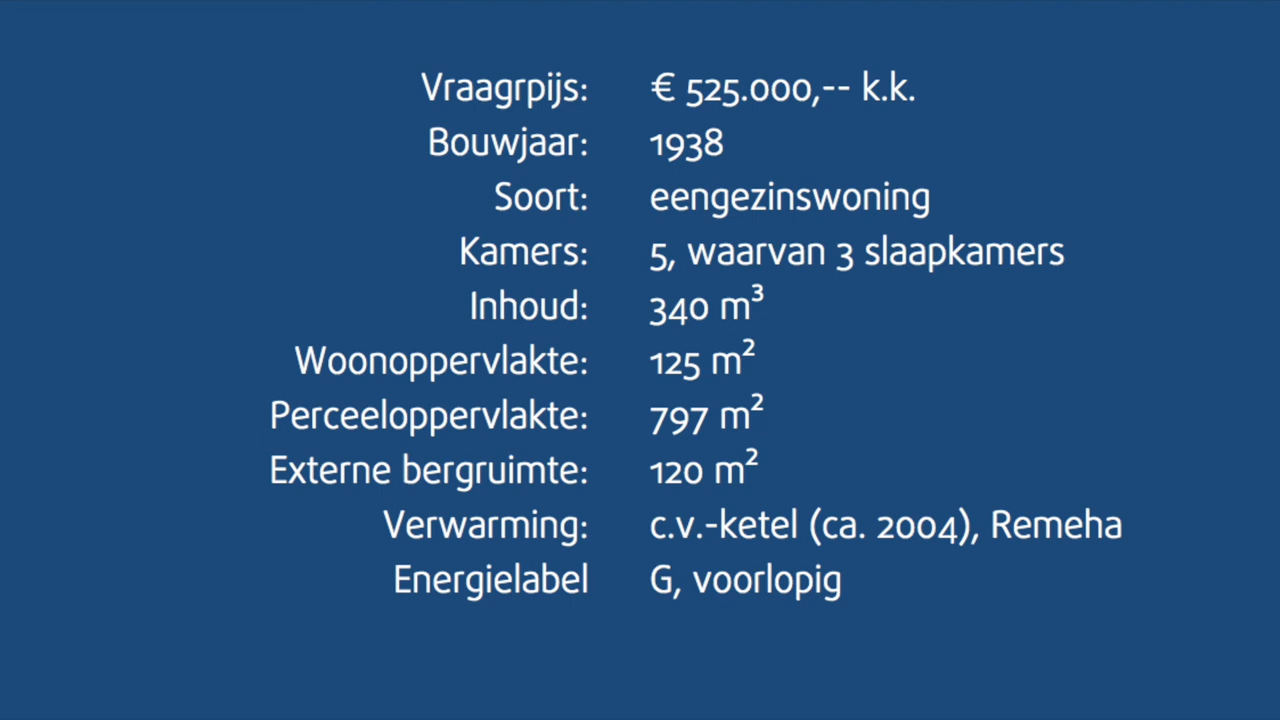 Vraagrpijs: € 525.000,-- k.k.
Bouwjaar: 1938
Soort: eengezinswoning
Kamers: 5, waarvan 3 slaapkamers
Inhoud: 340 m³
Woonoppervlakte: 125 m²
Perceeloppervlakte: 797 m²
Externe bergruimte: 120 m²
Verwarming: c.v.-ketel (ca. 2004), Remeha
Energielabel G, voorlopig